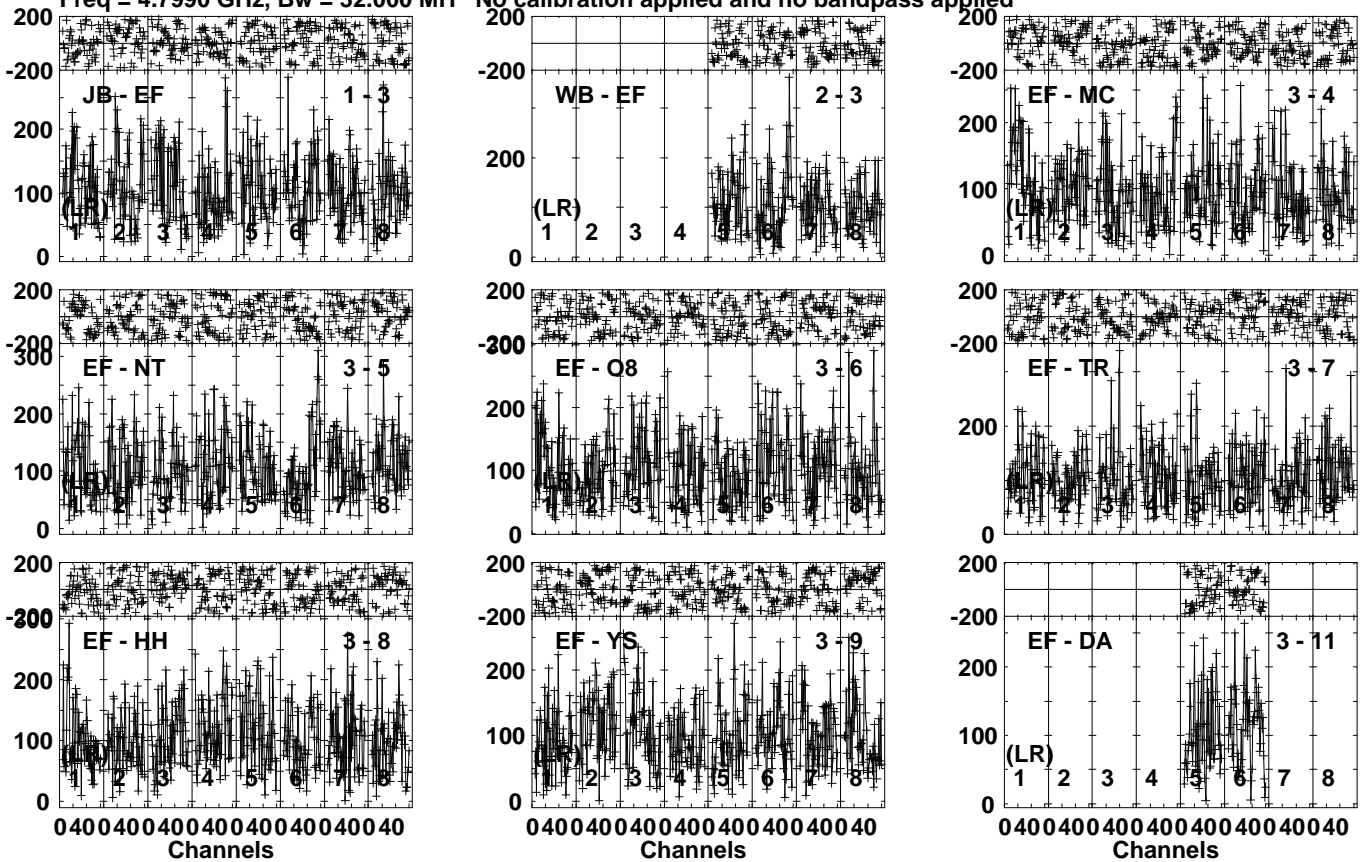 Freq = 4.7990 GHz, Bw = 32.000 MH No calibration applied and no bandpass applied
200 200 200
-200 -200 -200
JB - EF 1 - 3 WB - EF 2 - 3 EF - MC 3 - 4
200 200 200
100 100
(LR) (LR) (LR)
1 2 3 4 5 6 7 8 1 2 3 4 5 6 7 8 1 2 3 4 5 6 7 8
0 0 0
200 200 200
-200 -200 -200
300 300
EF - NT 3 - 5 EF - Q8 3 - 6 EF - TR 3 - 7
200 200 200
100 100 100
(LR) (LR) (LR)
1 2 3 4 5 6 7 8 1 2 3 4 5 6 7 8 1 2 3 4 5 6 7 8
0 0 0
200 200 200
-200 -200 -200
300
EF - HH 3 - 8 EF - YS 3 - 9 EF - DA 3 - 11
200 200 200
100 100 100
(LR) (LR) (LR)
1 2 3 4 5 6 7 8 1 2 3 4 5 6 7 8 1 2 3 4 5 6 7 8
0 0 0
0 40 0 40 0 40 0 40 0 40 0 40 0 40 0 40 0 40 0 40 0 40 0 40 0 40 0 40 0 40 0 40 0 40 0 40 0 40 0 40 0 40 0 40 0 40 0 40
Channels Channels Channels